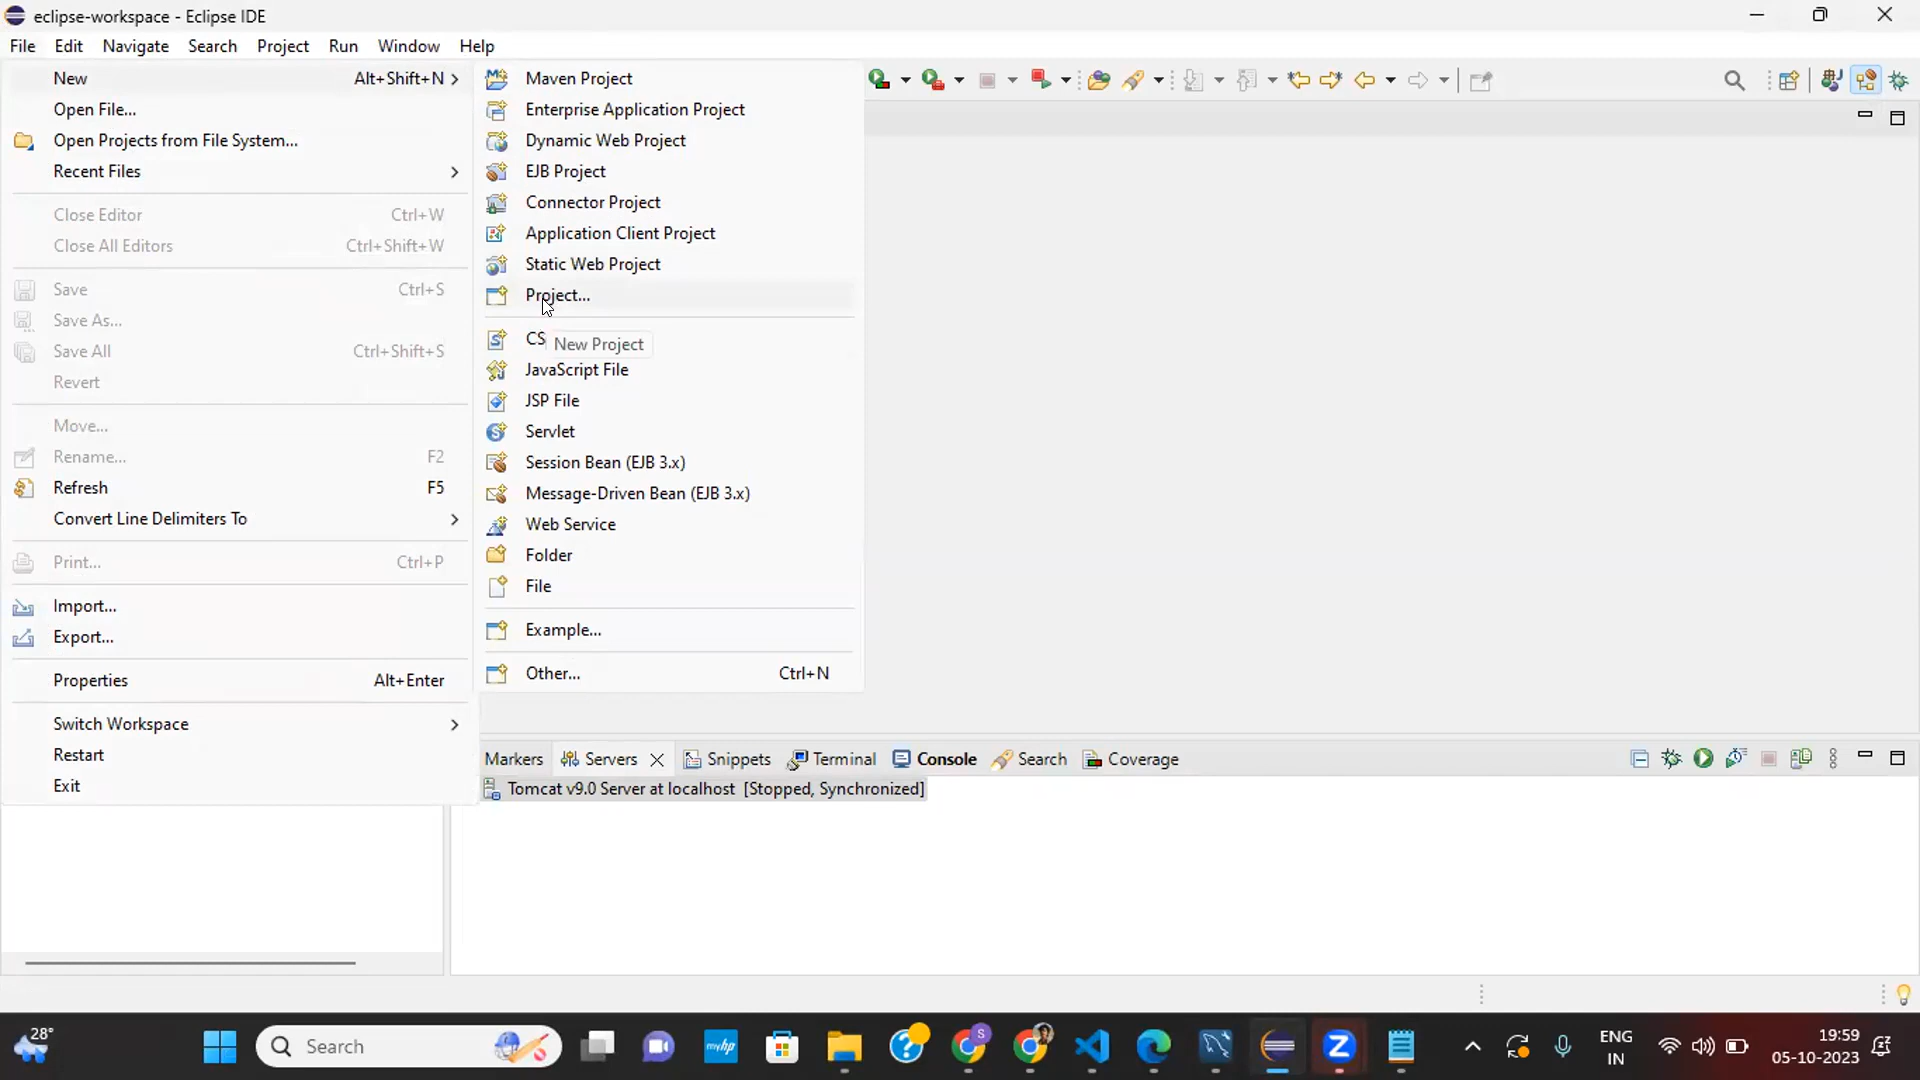 eclipse-workspace - Eclipse IDE
File Edit Navigate Search Project Run Window Help
New Alt+Shift+N
Open File...
Open Projects from File System...
Recent Files
Close Editor Ctrl+W
Close All Editors Ctrl+Shift+W
Save Ctrl+S
Save As...
Save All Ctrl+Shift+S
Revert
Move...
Rename... F2
Refresh F5
Convert Line Delimiters To
Print... Ctrl+P
Import...
Export...
Properties Alt+Enter
Switch Workspace
Restart
Exit
Maven Project
Enterprise Application Project
Dynamic Web Project
EJB Project
Connector Project
Application Client Project
Static Web Project
Project...
CS
New Project
JavaScript File
JSP File
Servlet
Session Bean (EJB 3.x)
Message-Driven Bean (EJB 3.x)
Web Service
Folder
File
Example...
Other... Ctrl+N
Markers Servers Snippets Terminal Console Search Coverage
Tomcat v9.0 Server at localhost [Stopped, Synchronized]
28°
Search
myhp
S
ENG
IN
19:59
05-10-2023